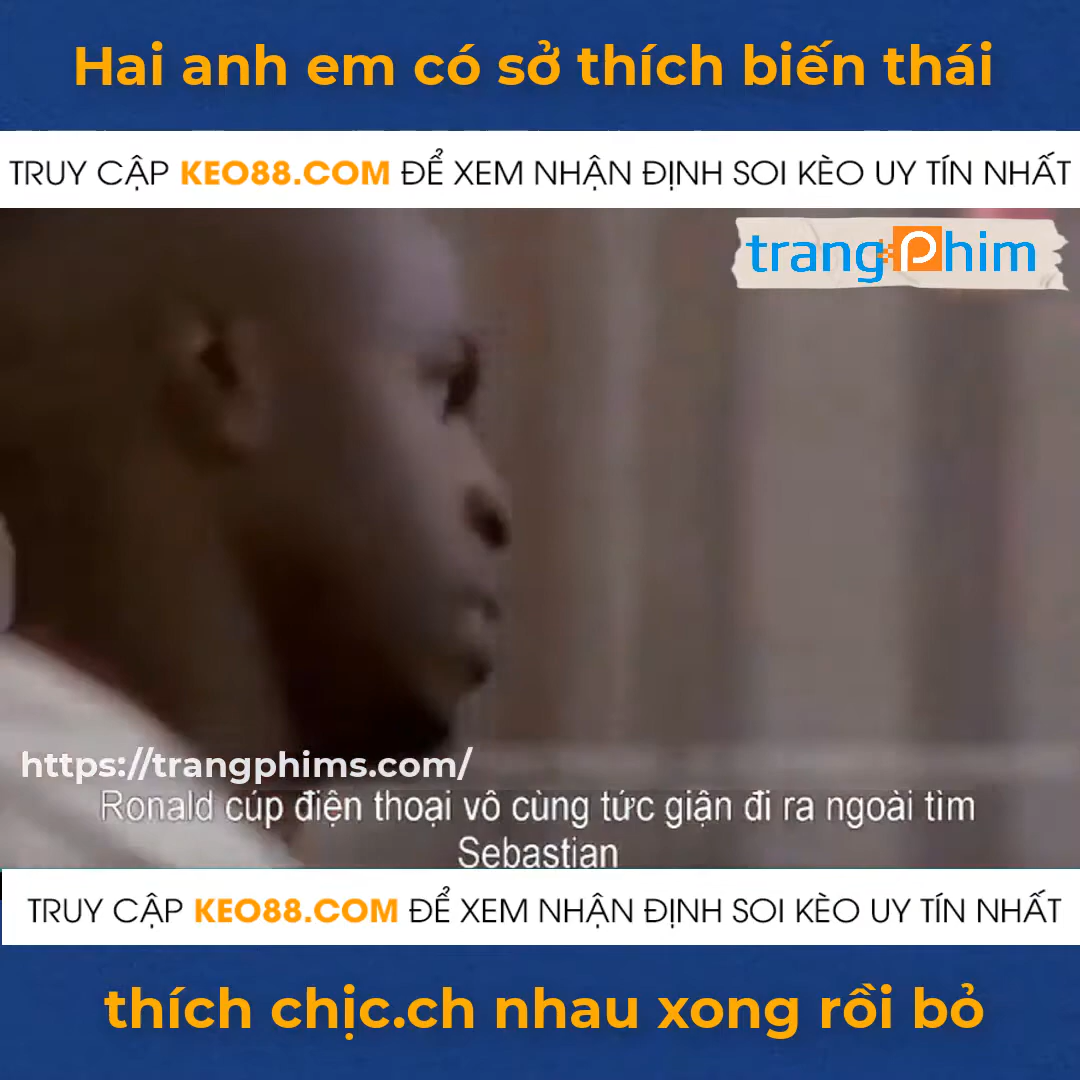 Hai anh em có sở thích biến thái
TRUY CẬP KEO88.COM ĐỂ XEM NHẬN ĐỊNH SOI KÈO UY TÍN NHẤT
trangPhim
https://trangphims.com/
Ronald cúp điện thoại vô cùng tức giận đi ra ngoài tìm
Sebastian
TRUY CẬP KEO88.COM ĐỂ XEM NHẬN ĐỊNH SOI KÈO UY TÍN NHẤT
thích chịc.ch nhau xong rồi bỏ